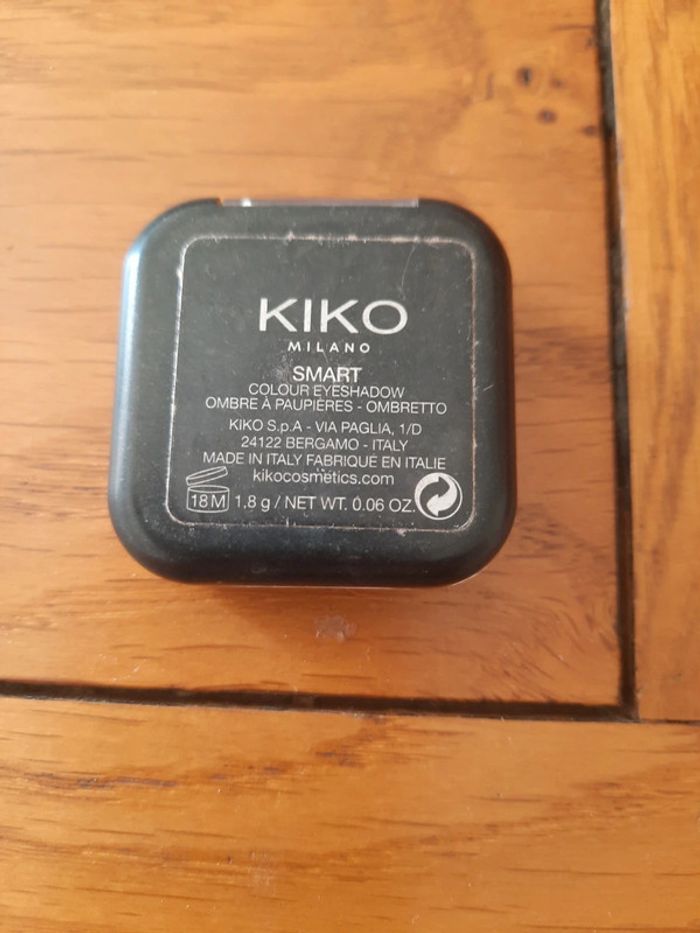 KIKO
MILANO
SMART
COLOUR EYESHADOW
OMBRE À PAUPIÈRES - OMBRETTO
KIKO S.p.A - VIA PAGLIA, 1/D
24122 BERGAMO - ITALY
MADE IN ITALY FABRIQUÉ EN ITALIE
kikocosmetics.com
18M 1.8 g / NET WT. 0.06 OZ.